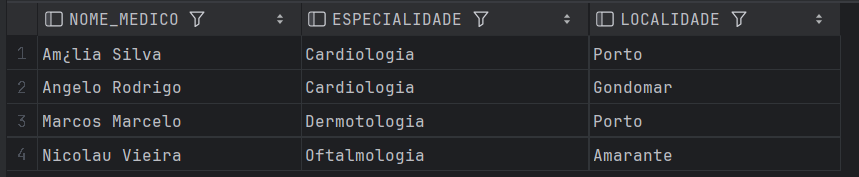 NOME_MEDICO ESPECIALIDADE LOCALIDADE
1 Am¿lia Silva Cardiologia Porto
2 Angelo Rodrigo Cardiologia Gondomar
3 Marcos Marcelo Dermotologia Porto
4 Nicolau Vieira Oftalmologia Amarante